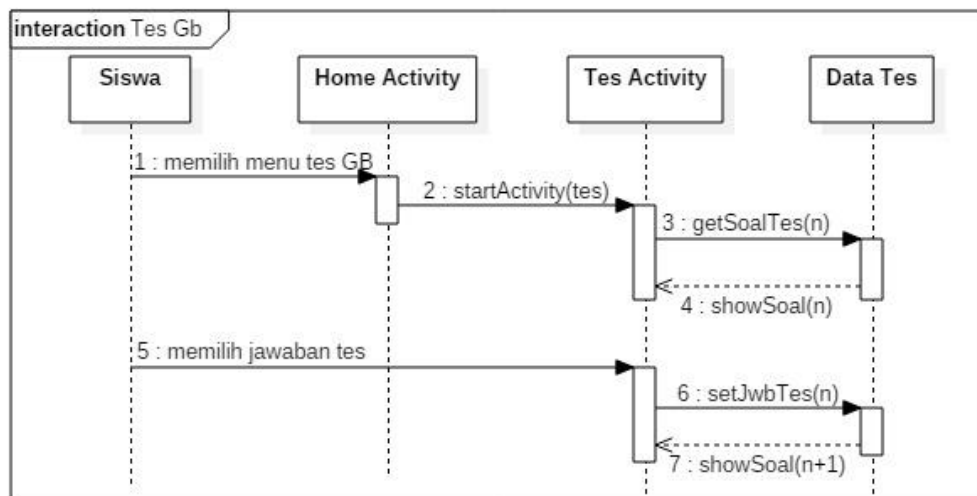 interaction Tes Gb
Siswa
Home Activity
Tes Activity
Data Tes
1 : memilih menu tes GB
2 : startActivity(tes)
3 : getSoalTes(n)
4 : showSoal(n)
5 : memilih jawaban tes
6 : setJwbTes(n)
7 : showSoal(n+1)